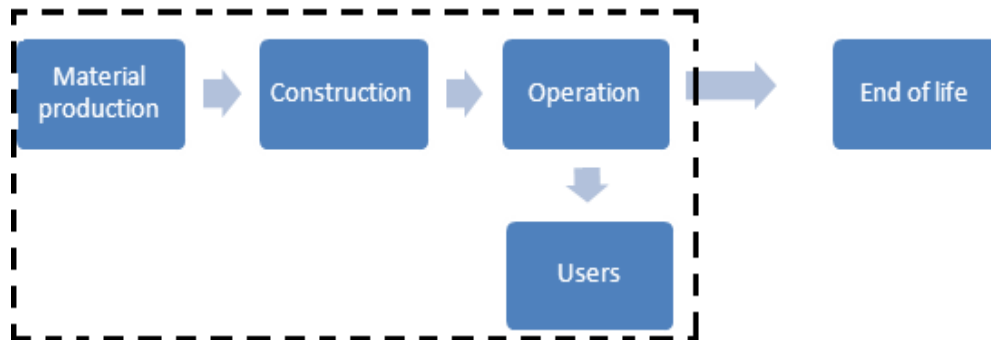 Material
production
Construction
Operation
End of life
Users